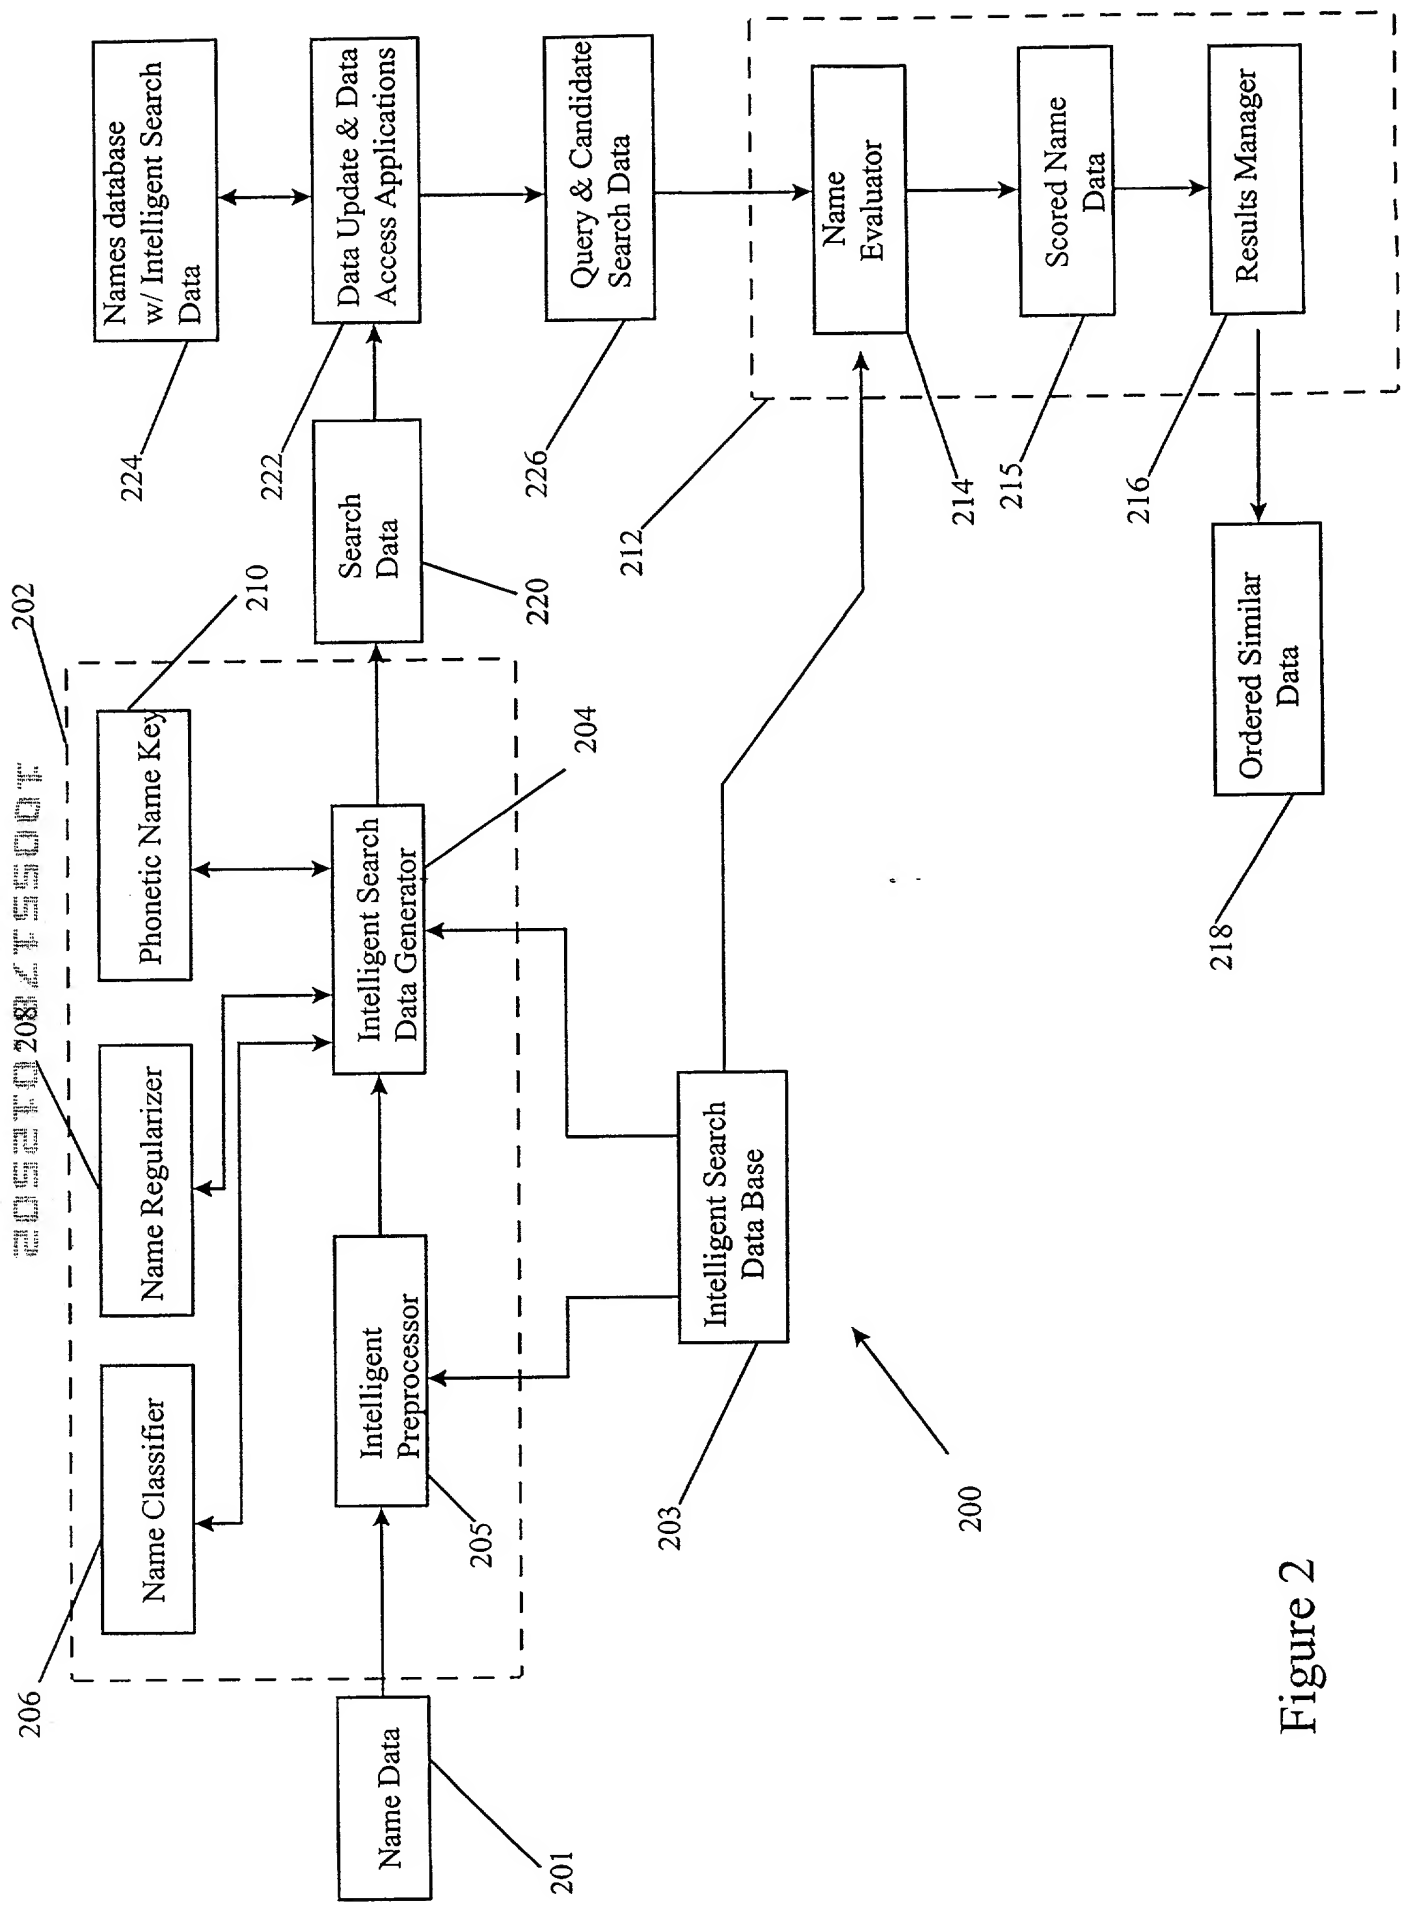 202
208
206
210
224
Names database
w/ Intelligent Search
Data
Phonetic Name Key
Name Regularizer
Name Classifier
222
Data Update & Data
Access Applications
Search
Data
220
Intelligent Search
Data Generator
204
Intelligent
Preprocessor
205
Name Data
201
226
Query & Candidate
Search Data
212
Intelligent Search
Data Base
203
200
Name
Evaluator
214
Scored Name
Data
215
Results Manager
216
Ordered Similar
Data
218
Figure 2